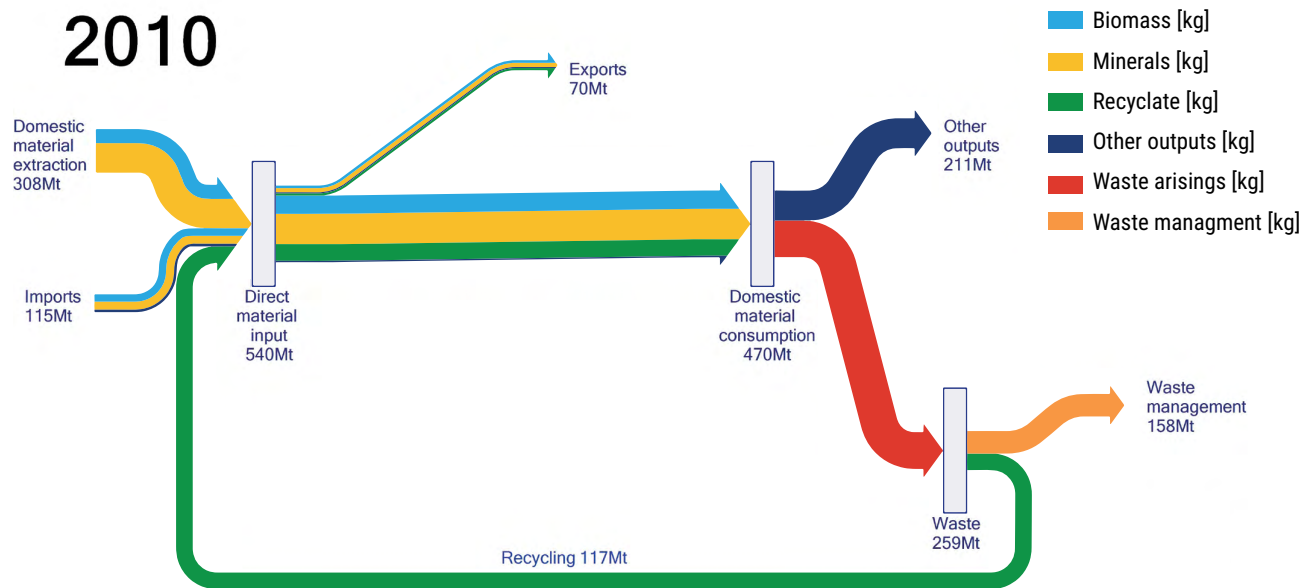 2010
Biomass [kg]
Minerals [kg]
Recyclate [kg]
Other outputs [kg]
Waste arisings [kg]
Waste managment [kg]
Exports
70Mt
Domestic
material
extraction
308Mt
Other
outputs
211Mt
Imports
115Mt
Direct
material
input
540Mt
Domestic
material
consumption
470Mt
Waste
management
158Mt
Waste
259Mt
Recycling 117Mt